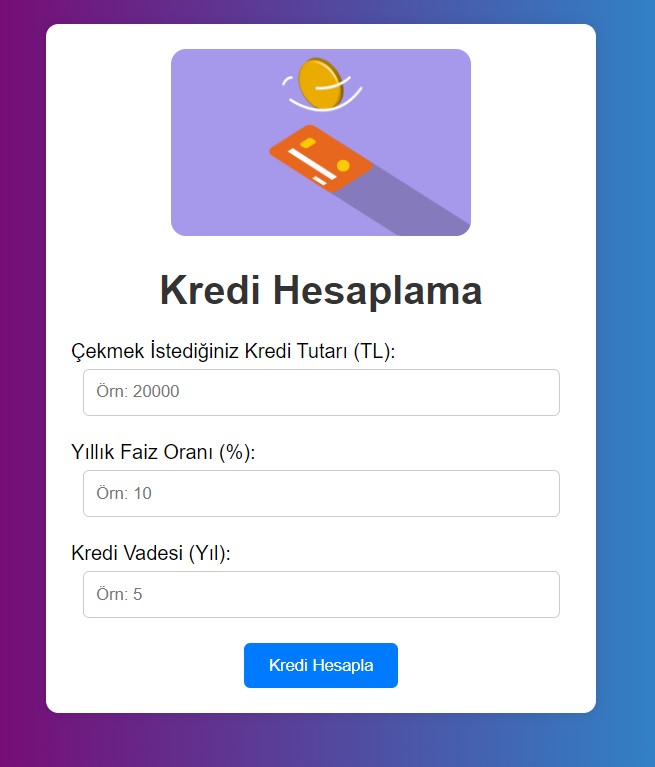 Kredi Hesaplama
Çekmek İstediğiniz Kredi Tutarı (TL):
Örn: 20000
Yıllık Faiz Oranı (%):
Örn: 10
Kredi Vadesi (Yıl):
Örn: 5
Kredi Hesapla